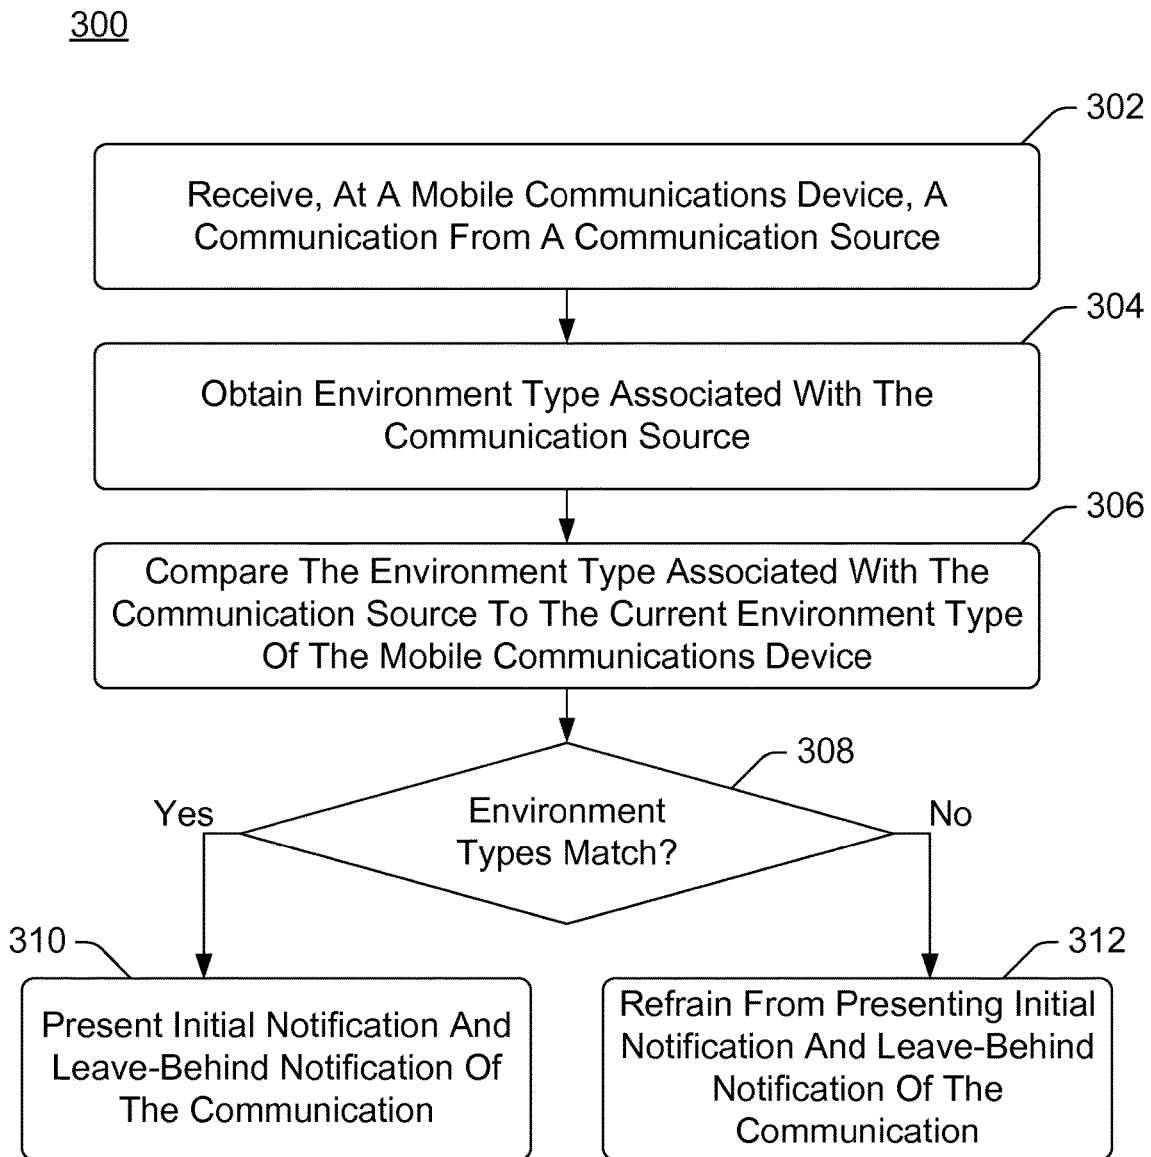 300
302
Receive, At A Mobile Communications Device, A
Communication From A Communication Source
304
Obtain Environment Type Associated With The
Communication Source
306
Compare The Environment Type Associated With The
Communication Source To The Current Environment Type
Of The Mobile Communications Device
308
Yes
Environment
Types Match?
No
310
Present Initial Notification And
Leave-Behind Notification Of
The Communication
312
Refrain From Presenting Initial
Notification And Leave-Behind
Notification Of The
Communication